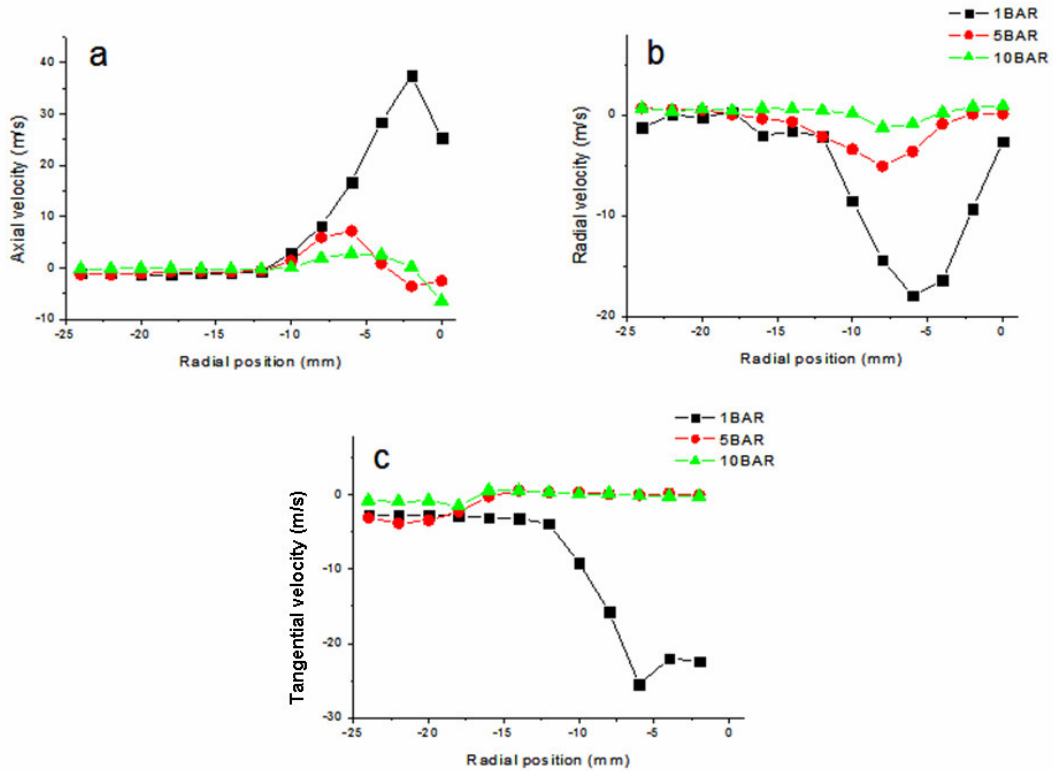 1BAR
5BAR
10BAR
a
b
Axial velocity (m/s)
40
30
20
10
0
-10
-25 -20 -15 -10 -5 0
Radial position (mm)
Radial velocity (m/s)
0
-10
-20
-25 -20 -15 -10 -5 0
Radial position (mm)
1BAR
5BAR
10BAR
c
Tangential velocity (m/s)
0
-10
-20
-30
-25 -20 -15 -10 -5 0
Radial position (mm)